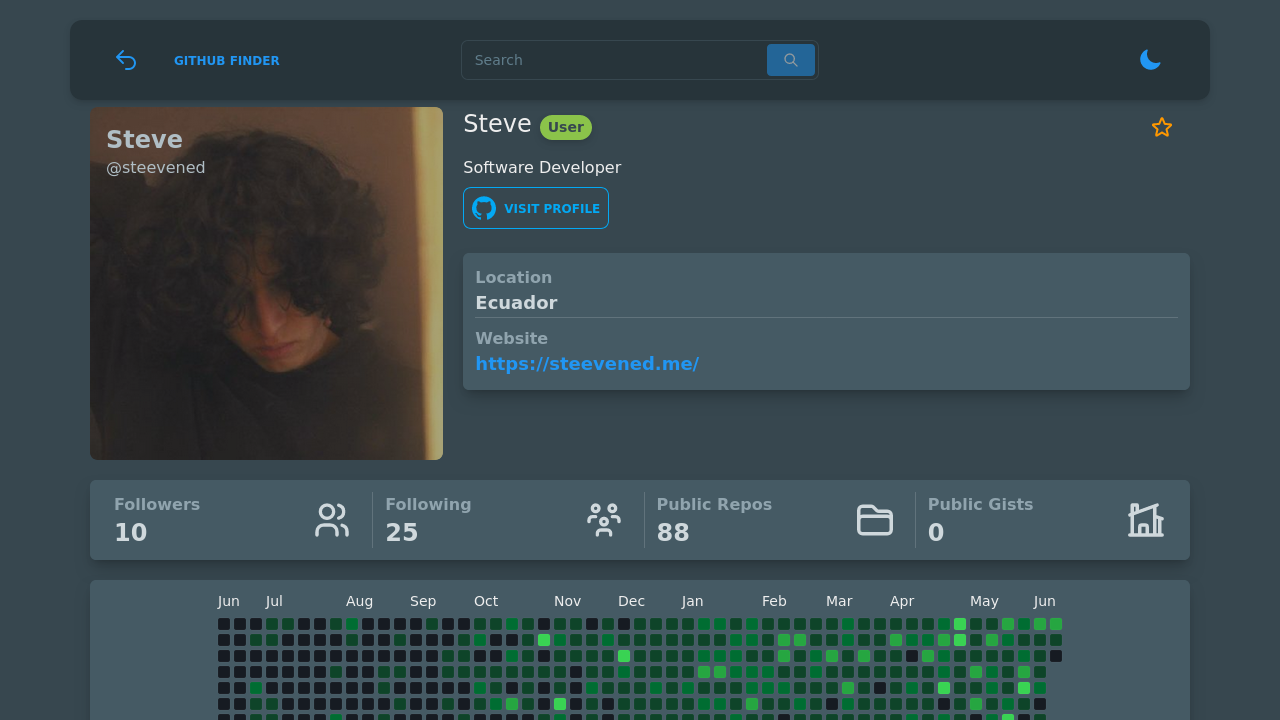 GITHUB FINDER
Search
Steve
@steevened
Steve User
Software Developer
VISIT PROFILE
Location
Ecuador
Website
https://steevened.me/
Followers
10
Following
25
Public Repos
88
Public Gists
0
Jun Jul Aug Sep Oct Nov Dec Jan Feb Mar Apr May Jun